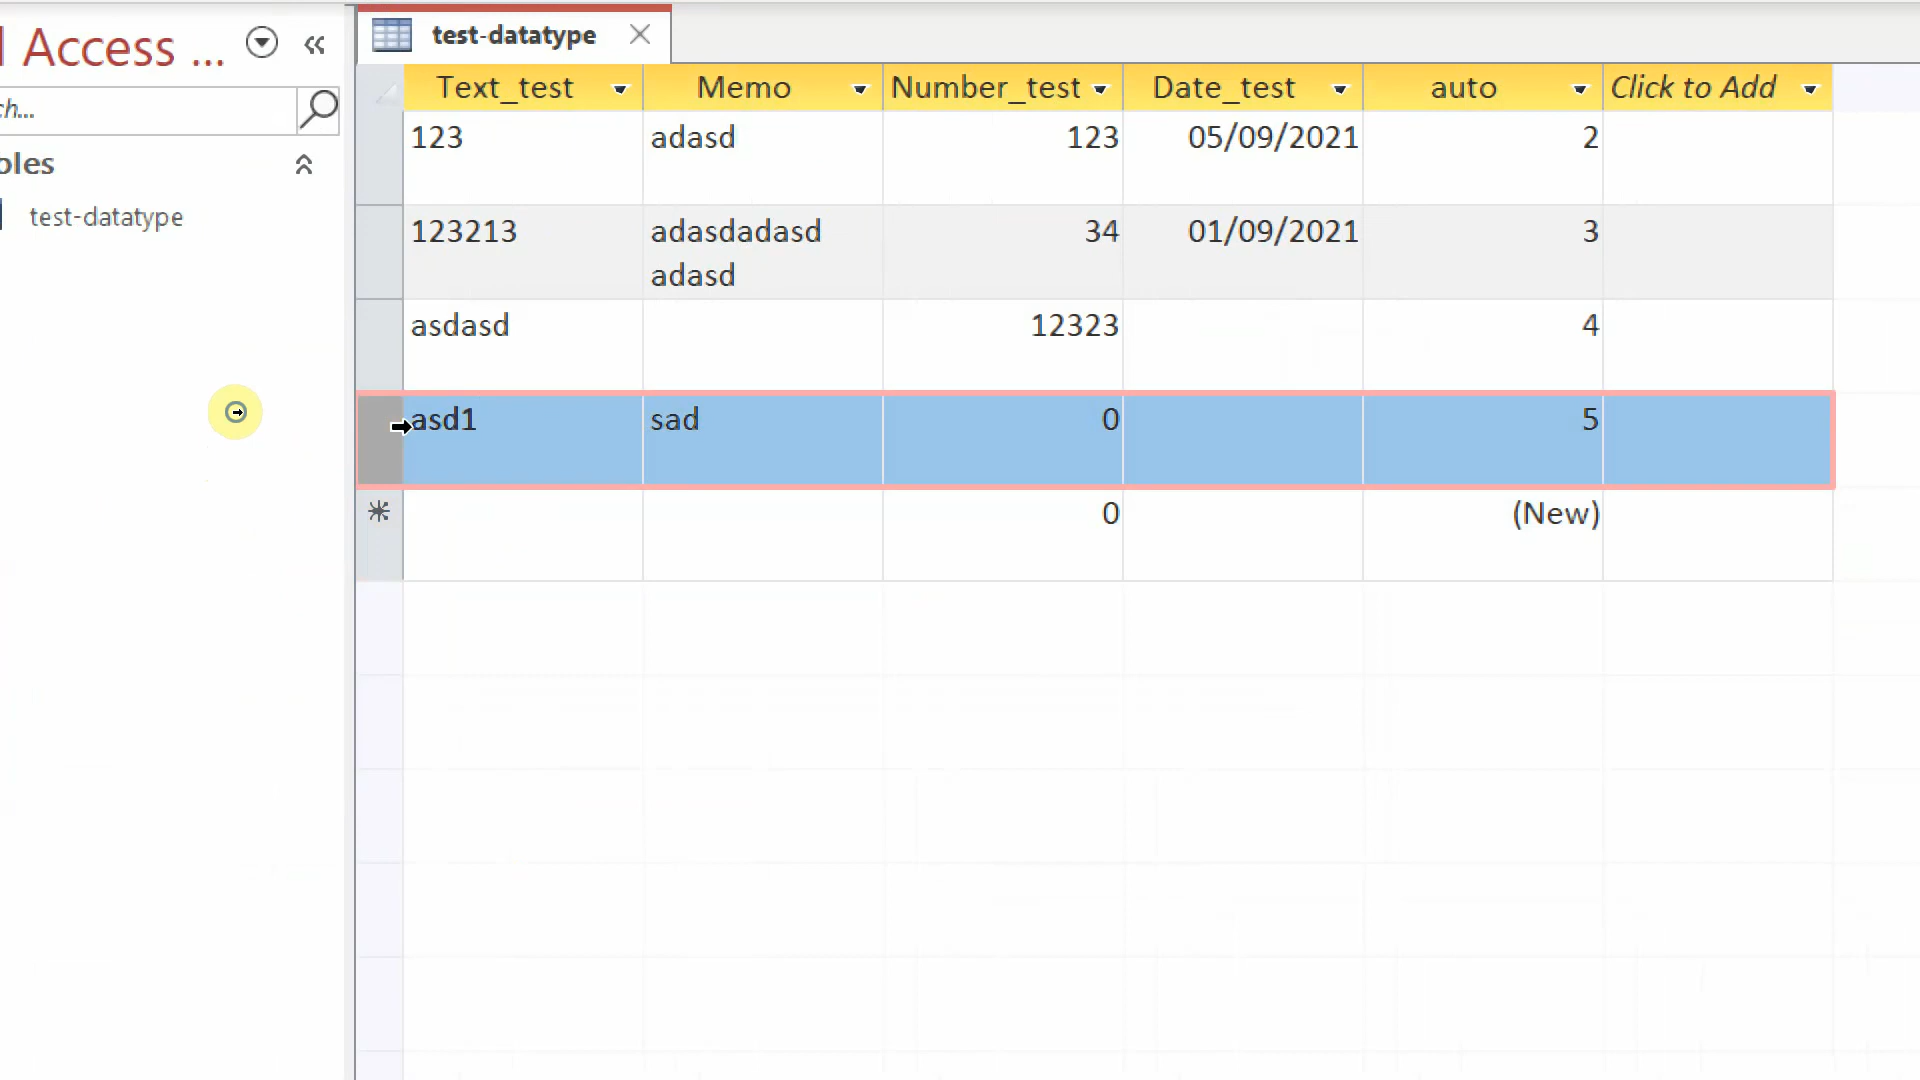 Access ...
test-datatype
Text_test Memo Number_test Date_test auto Click to Add
ch...
123 adasd 123 05/09/2021 2
oles
test-datatype
123213 adasdadasd 34 01/09/2021 3
adasd
asdasd 12323 4
asd1 sad 0 5
0 (New)